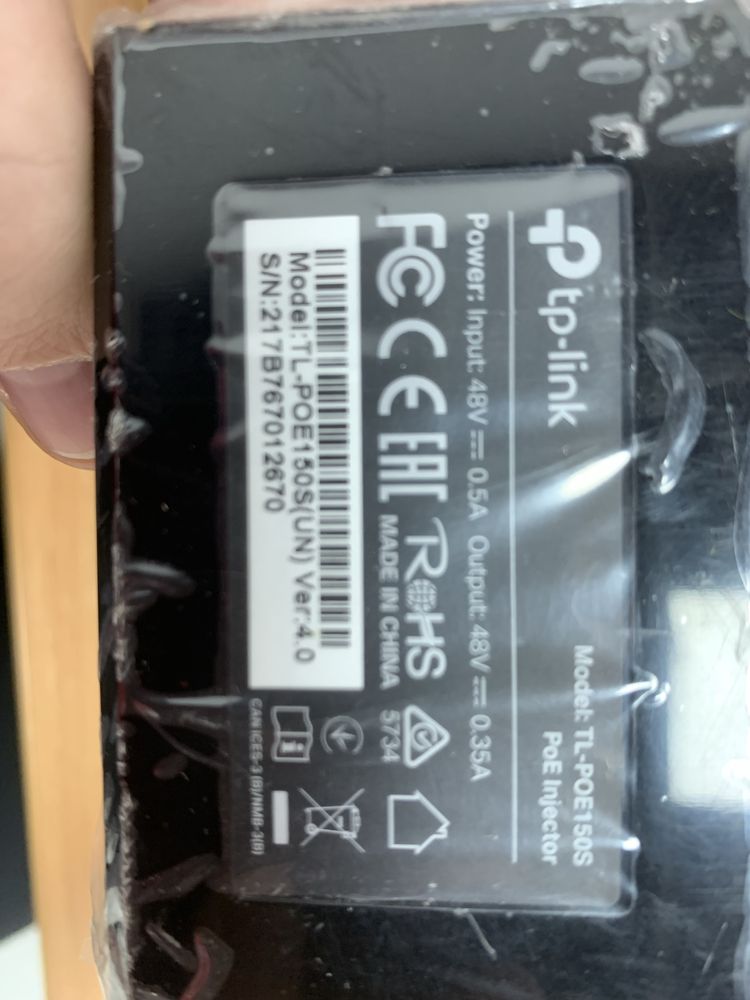 tp-link
Model: TL-POE150S
PoE Injector
Power: Input: 48V ⎓ 0.5A Output: 48V ⎓ 0.35A
FC CE EAC RoHS
MADE IN CHINA 5734
Model:TL-POE150S(UN) Ver:4.0
S/N:217B767012670
CAN ICES-3 (B)/NMB-3(B)